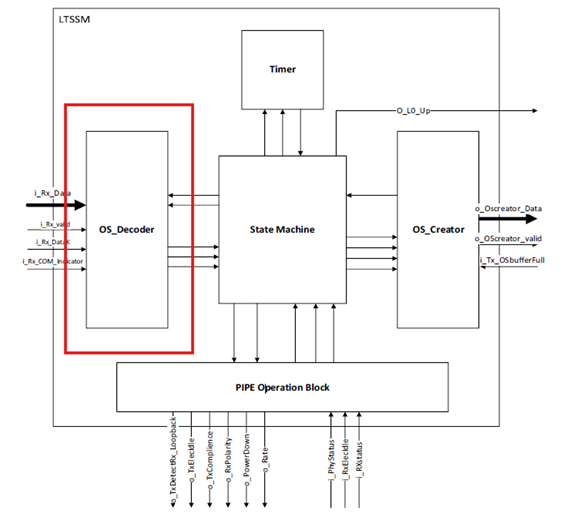 LTSSM
Timer
O_L0_Up
i_Rx_Data
i_Rx_valid
i_Rx_DataK
i_Rx_COM_Indicator
OS_Decoder
State Machine
OS_Creator
o_Oscreator_Data
o_OScreator_valid
i_Tx_OSbufferFull
PIPE Operation Block
o_TxDetectRx_Loopback
o_TxElecIdle
o_TxComplience
o_RxPolarity
o_PowerDown
o_Rate
i_PhyStatus
i_RxElecIdle
i_RXstatus